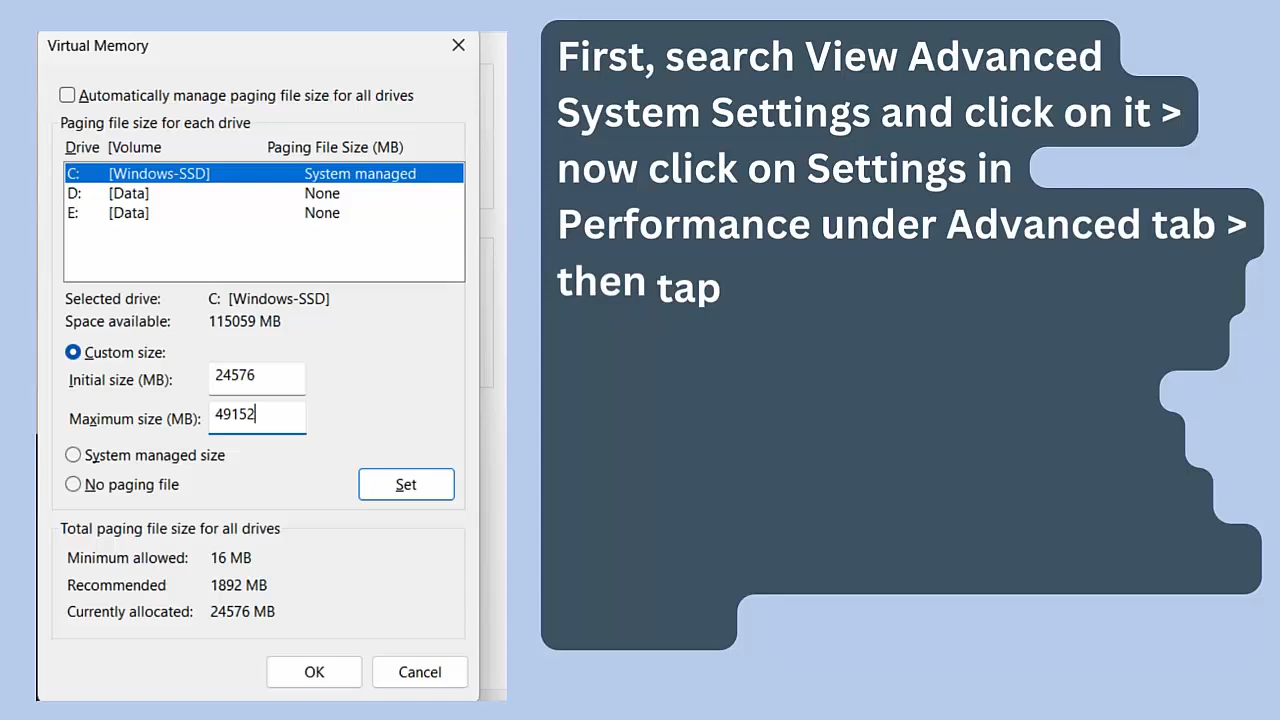 Virtual Memory
Automatically manage paging file size for all drives
Paging file size for each drive
Drive [Volume Paging File Size (MB)
C: [Windows-SSD] System managed
D: [Data] None
E: [Data] None
Selected drive: C: [Windows-SSD]
Space available: 115059 MB
Custom size:
Initial size (MB): 24576
Maximum size (MB): 49152
System managed size
No paging file
Set
Total paging file size for all drives
Minimum allowed: 16 MB
Recommended 1892 MB
Currently allocated: 24576 MB
OK Cancel
First, search View Advanced
System Settings and click on it >
now click on Settings in
Performance under Advanced tab >
then tap